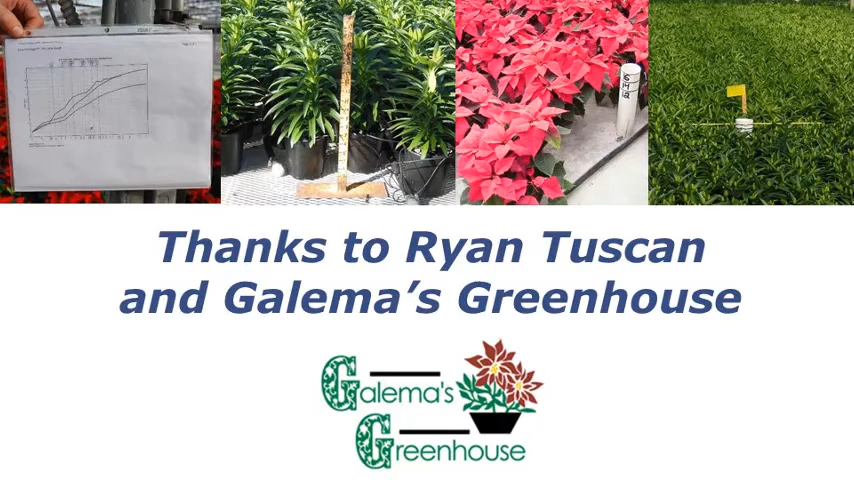 Thanks to Ryan Tuscan
and Galema’s Greenhouse
Galema's
Greenhouse